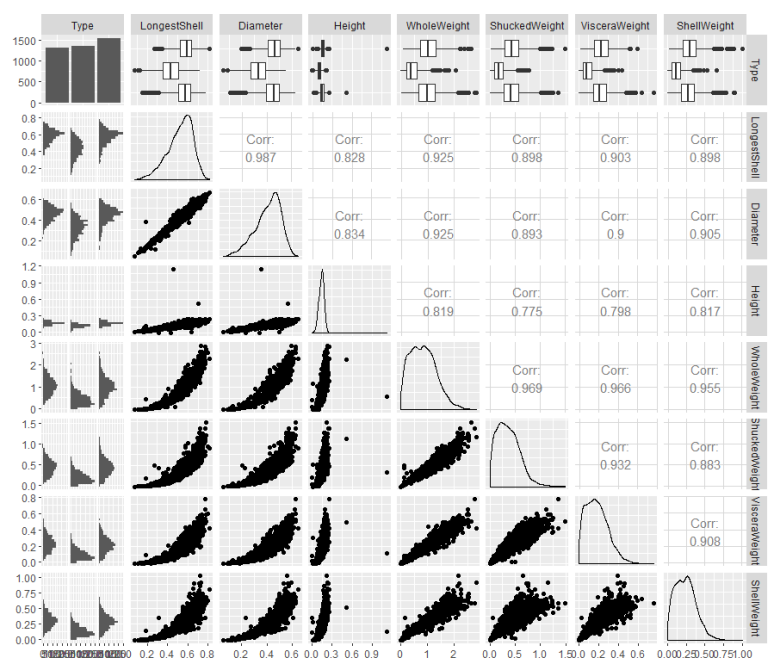 Type LongestShell Diameter Height WholeWeight ShuckedWeight VisceraWeight ShellWeight
1500
1000
500
0
Type
0.8
0.6
0.4
0.2
Corr:
0.987
Corr:
0.828
Corr:
0.925
Corr:
0.898
Corr:
0.903
Corr:
0.898
LongestShell
0.6
0.4
0.2
Corr:
0.834
Corr:
0.925
Corr:
0.893
Corr:
0.9
Corr:
0.905
Diameter
1.2
0.9
0.6
0.3
0.0
Corr:
0.819
Corr:
0.775
Corr:
0.798
Corr:
0.817
Height
3
2
1
0
Corr:
0.969
Corr:
0.966
Corr:
0.955
WholeWeight
1.5
1.0
0.5
0.0
Corr:
0.932
Corr:
0.883
ShuckedWeight
0.8
0.6
0.4
0.2
0.0
Corr:
0.908
VisceraWeight
1.00
0.75
0.50
0.25
0.00
ShellWeight
0.2 0.4 0.6 0.8 0.2 0.4 0.6 0.0 0.3 0.6 0.9 0 1 2 0.0 0.5 1.0 1.5 0.0 0.2 0.4 0.6 0.00 0.25 0.50 0.75 1.00